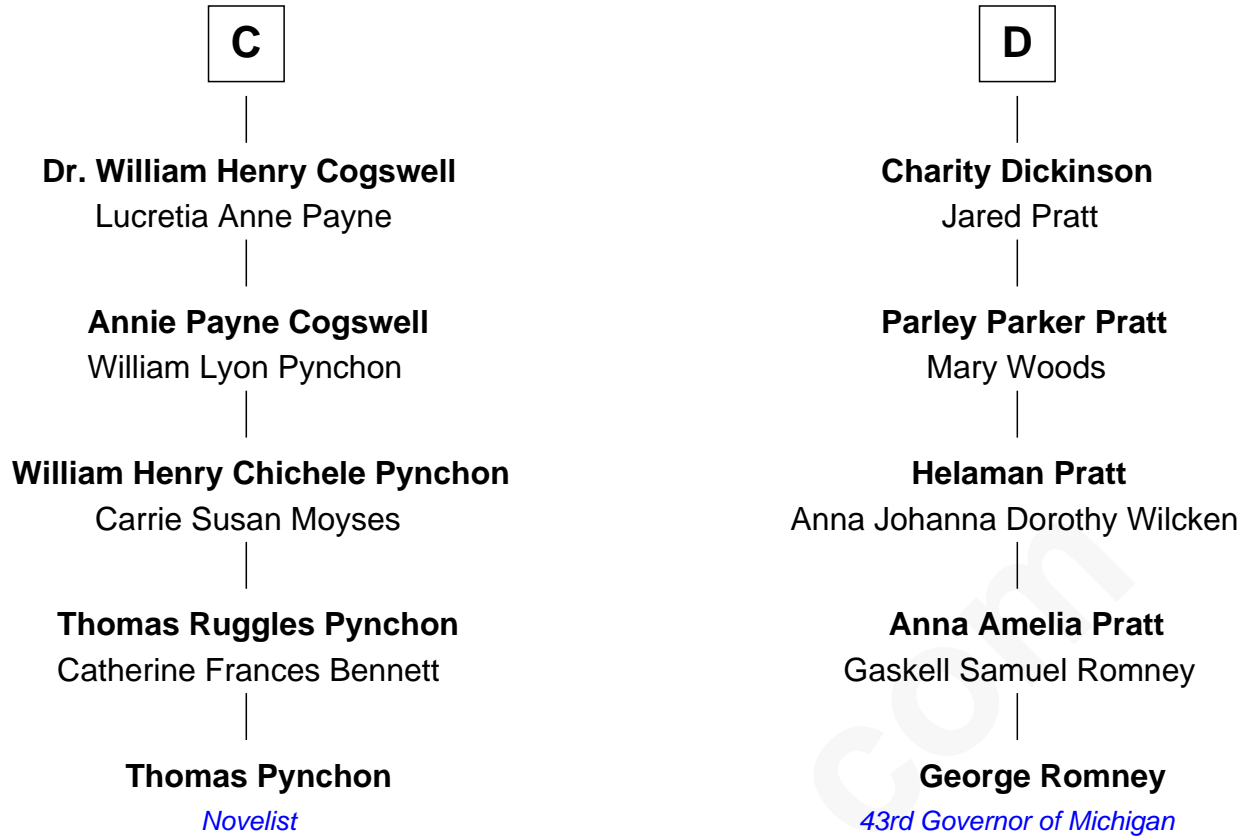 C
Dr. William Henry Cogswell
Lucretia Anne Payne
Annie Payne Cogswell
William Lyon Pynchon
William Henry Chichele Pynchon
Carrie Susan Moyses
Thomas Ruggles Pynchon
Catherine Frances Bennett
Thomas Pynchon
Novelist
D
Charity Dickinson
Jared Pratt
Parley Parker Pratt
Mary Woods
Helaman Pratt
Anna Johanna Dorothy Wilcken
Anna Amelia Pratt
Gaskell Samuel Romney
George Romney
43rd Governor of Michigan
com